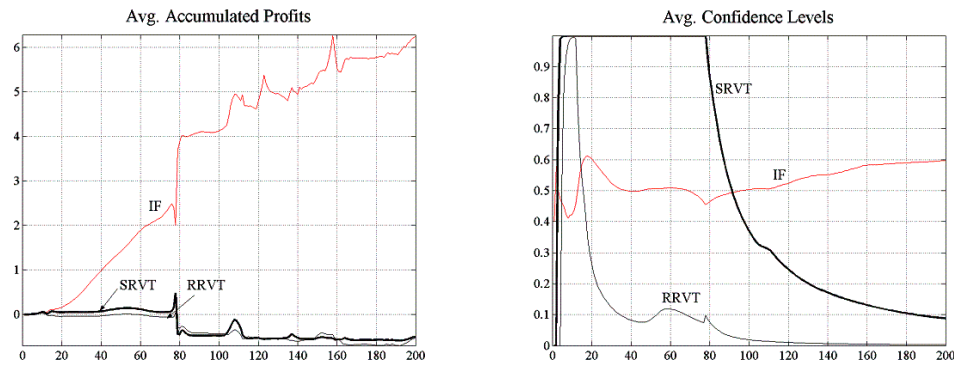 Avg. Accumulated Profits
6
5
4
3
2
1
0
IF
SRVT
RRVT
0 20 40 60 80 100 120 140 160 180 200
Avg. Confidence Levels
0.9
0.8
0.7
0.6
0.5
0.4
0.3
0.2
0.1
0
SRVT
IF
RRVT
20 40 60 80 100 120 140 160 180 200